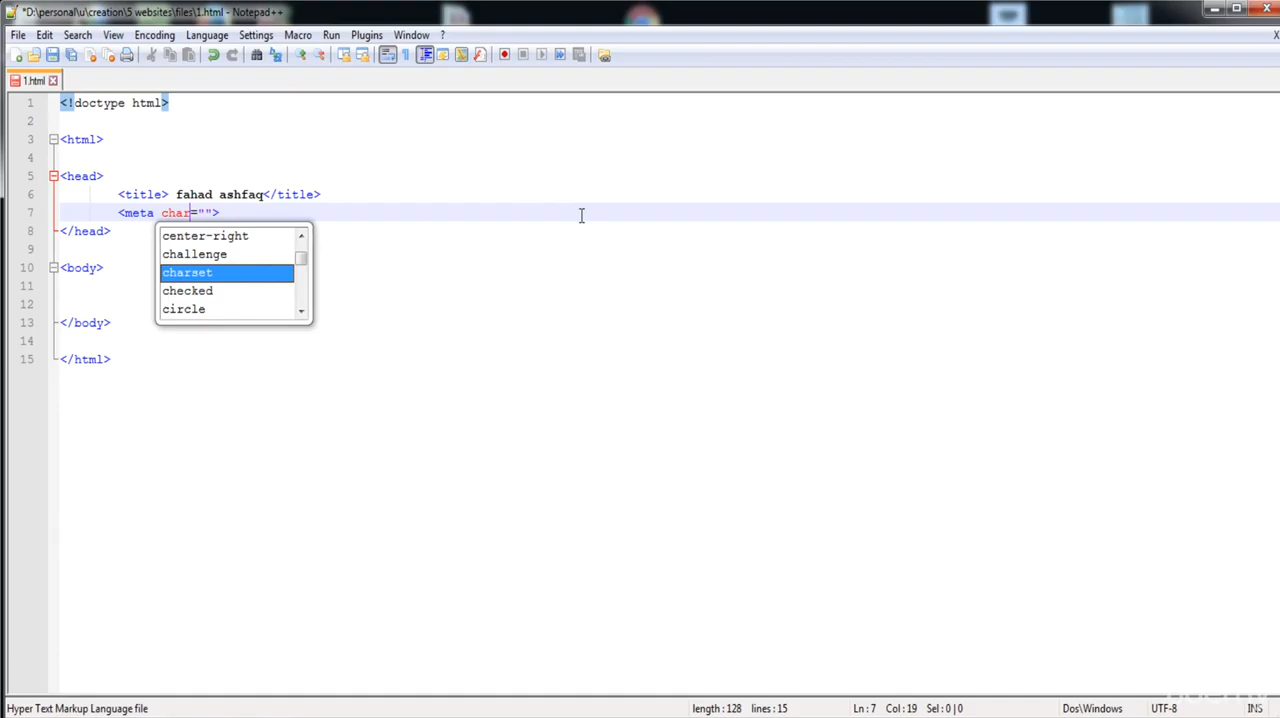 *D:\personal\u\creation\5 websites\files\1.html - Notepad++
File Edit Search View Encoding Language Settings Macro Run Plugins Window ? X
1.html
1 <!doctype html>
2
3 <html>
4
5 <head>
6 <title> fahad ashfaq</title>
7 <meta char="">
8 </head>
center-right
9
challenge
10 <body>
charset
11
checked
12
circle
13 </body>
14
15 </html>
Hyper Text Markup Language file length : 128 lines : 15 Ln : 7 Col : 19 Sel : 0 | 0 Dos\Windows UTF-8 INS